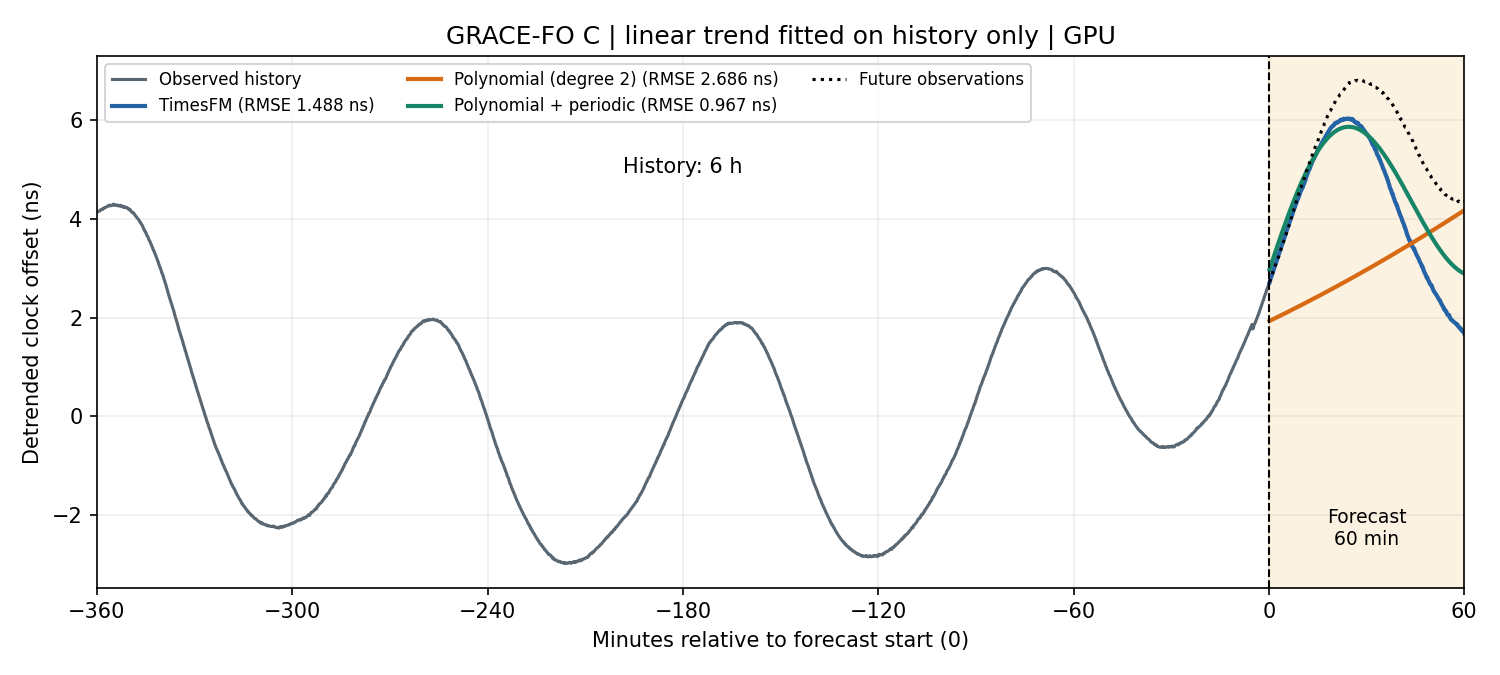 GRACE-FO C | linear trend fitted on history only | GPU
Observed history
TimesFM (RMSE 1.488 ns)
Polynomial (degree 2) (RMSE 2.686 ns)
Polynomial + periodic (RMSE 0.967 ns)
Future observations
History: 6 h
Forecast
60 min
Detrended clock offset (ns)
6
4
2
0
−2
−360
−300
−240
−180
−120
−60
0
60
Minutes relative to forecast start (0)